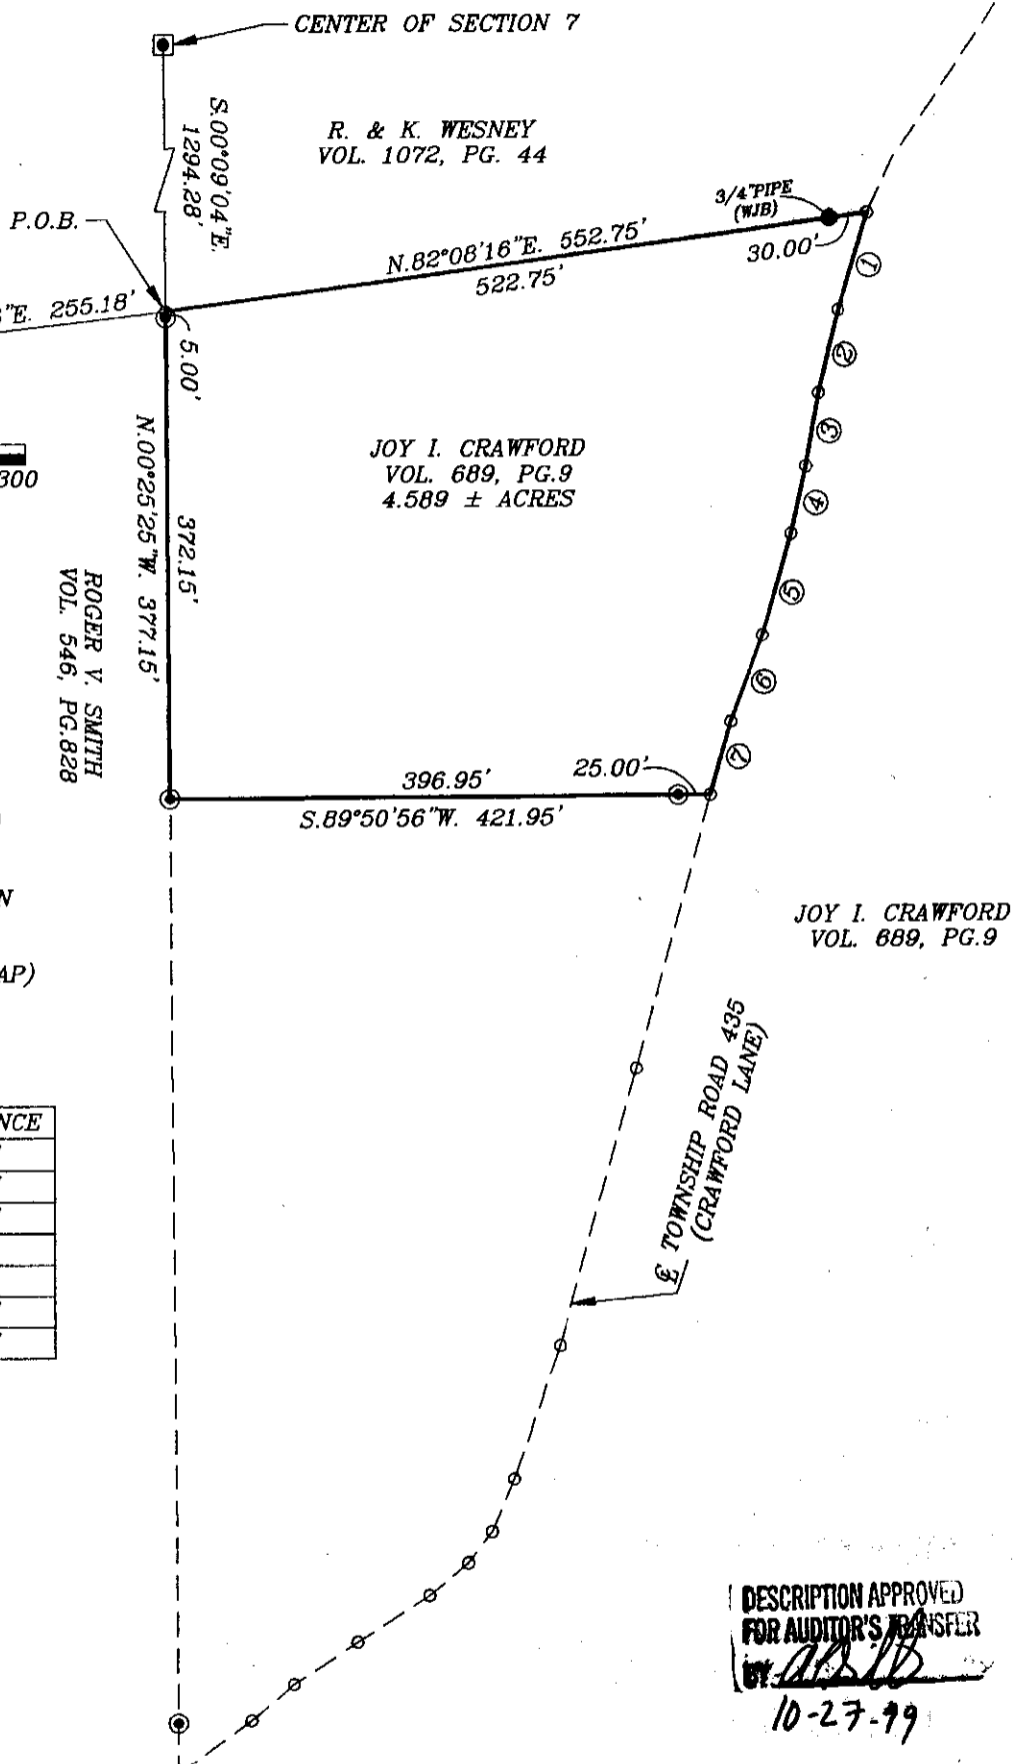 CENTER OF SECTION 7
S.00°09'04"E.
1294.28'
R. & K. WESNEY
VOL. 1072, PG. 44
3/4"PIPE
(WJB)
P.O.B.
N.82°08'16"E. 552.75'
522.75'
30.00'
"E. 255.18'
5.00'
1
2
3
4
5
6
7
JOY I. CRAWFORD
VOL. 689, PG.9
4.589 ± ACRES
300
N.00°25'25"W. 377.15'
372.15'
ROGER V. SMITH
VOL. 546, PG.828
396.95'
25.00'
S.89°50'56"W. 421.95'
N
AP)
JOY I. CRAWFORD
VOL. 689, PG.9
℄ TOWNSHIP ROAD 435
(CRAWFORD LANE)
NCE
DESCRIPTION APPROVED
FOR AUDITOR'S TRANSFER
BY
10-27-99